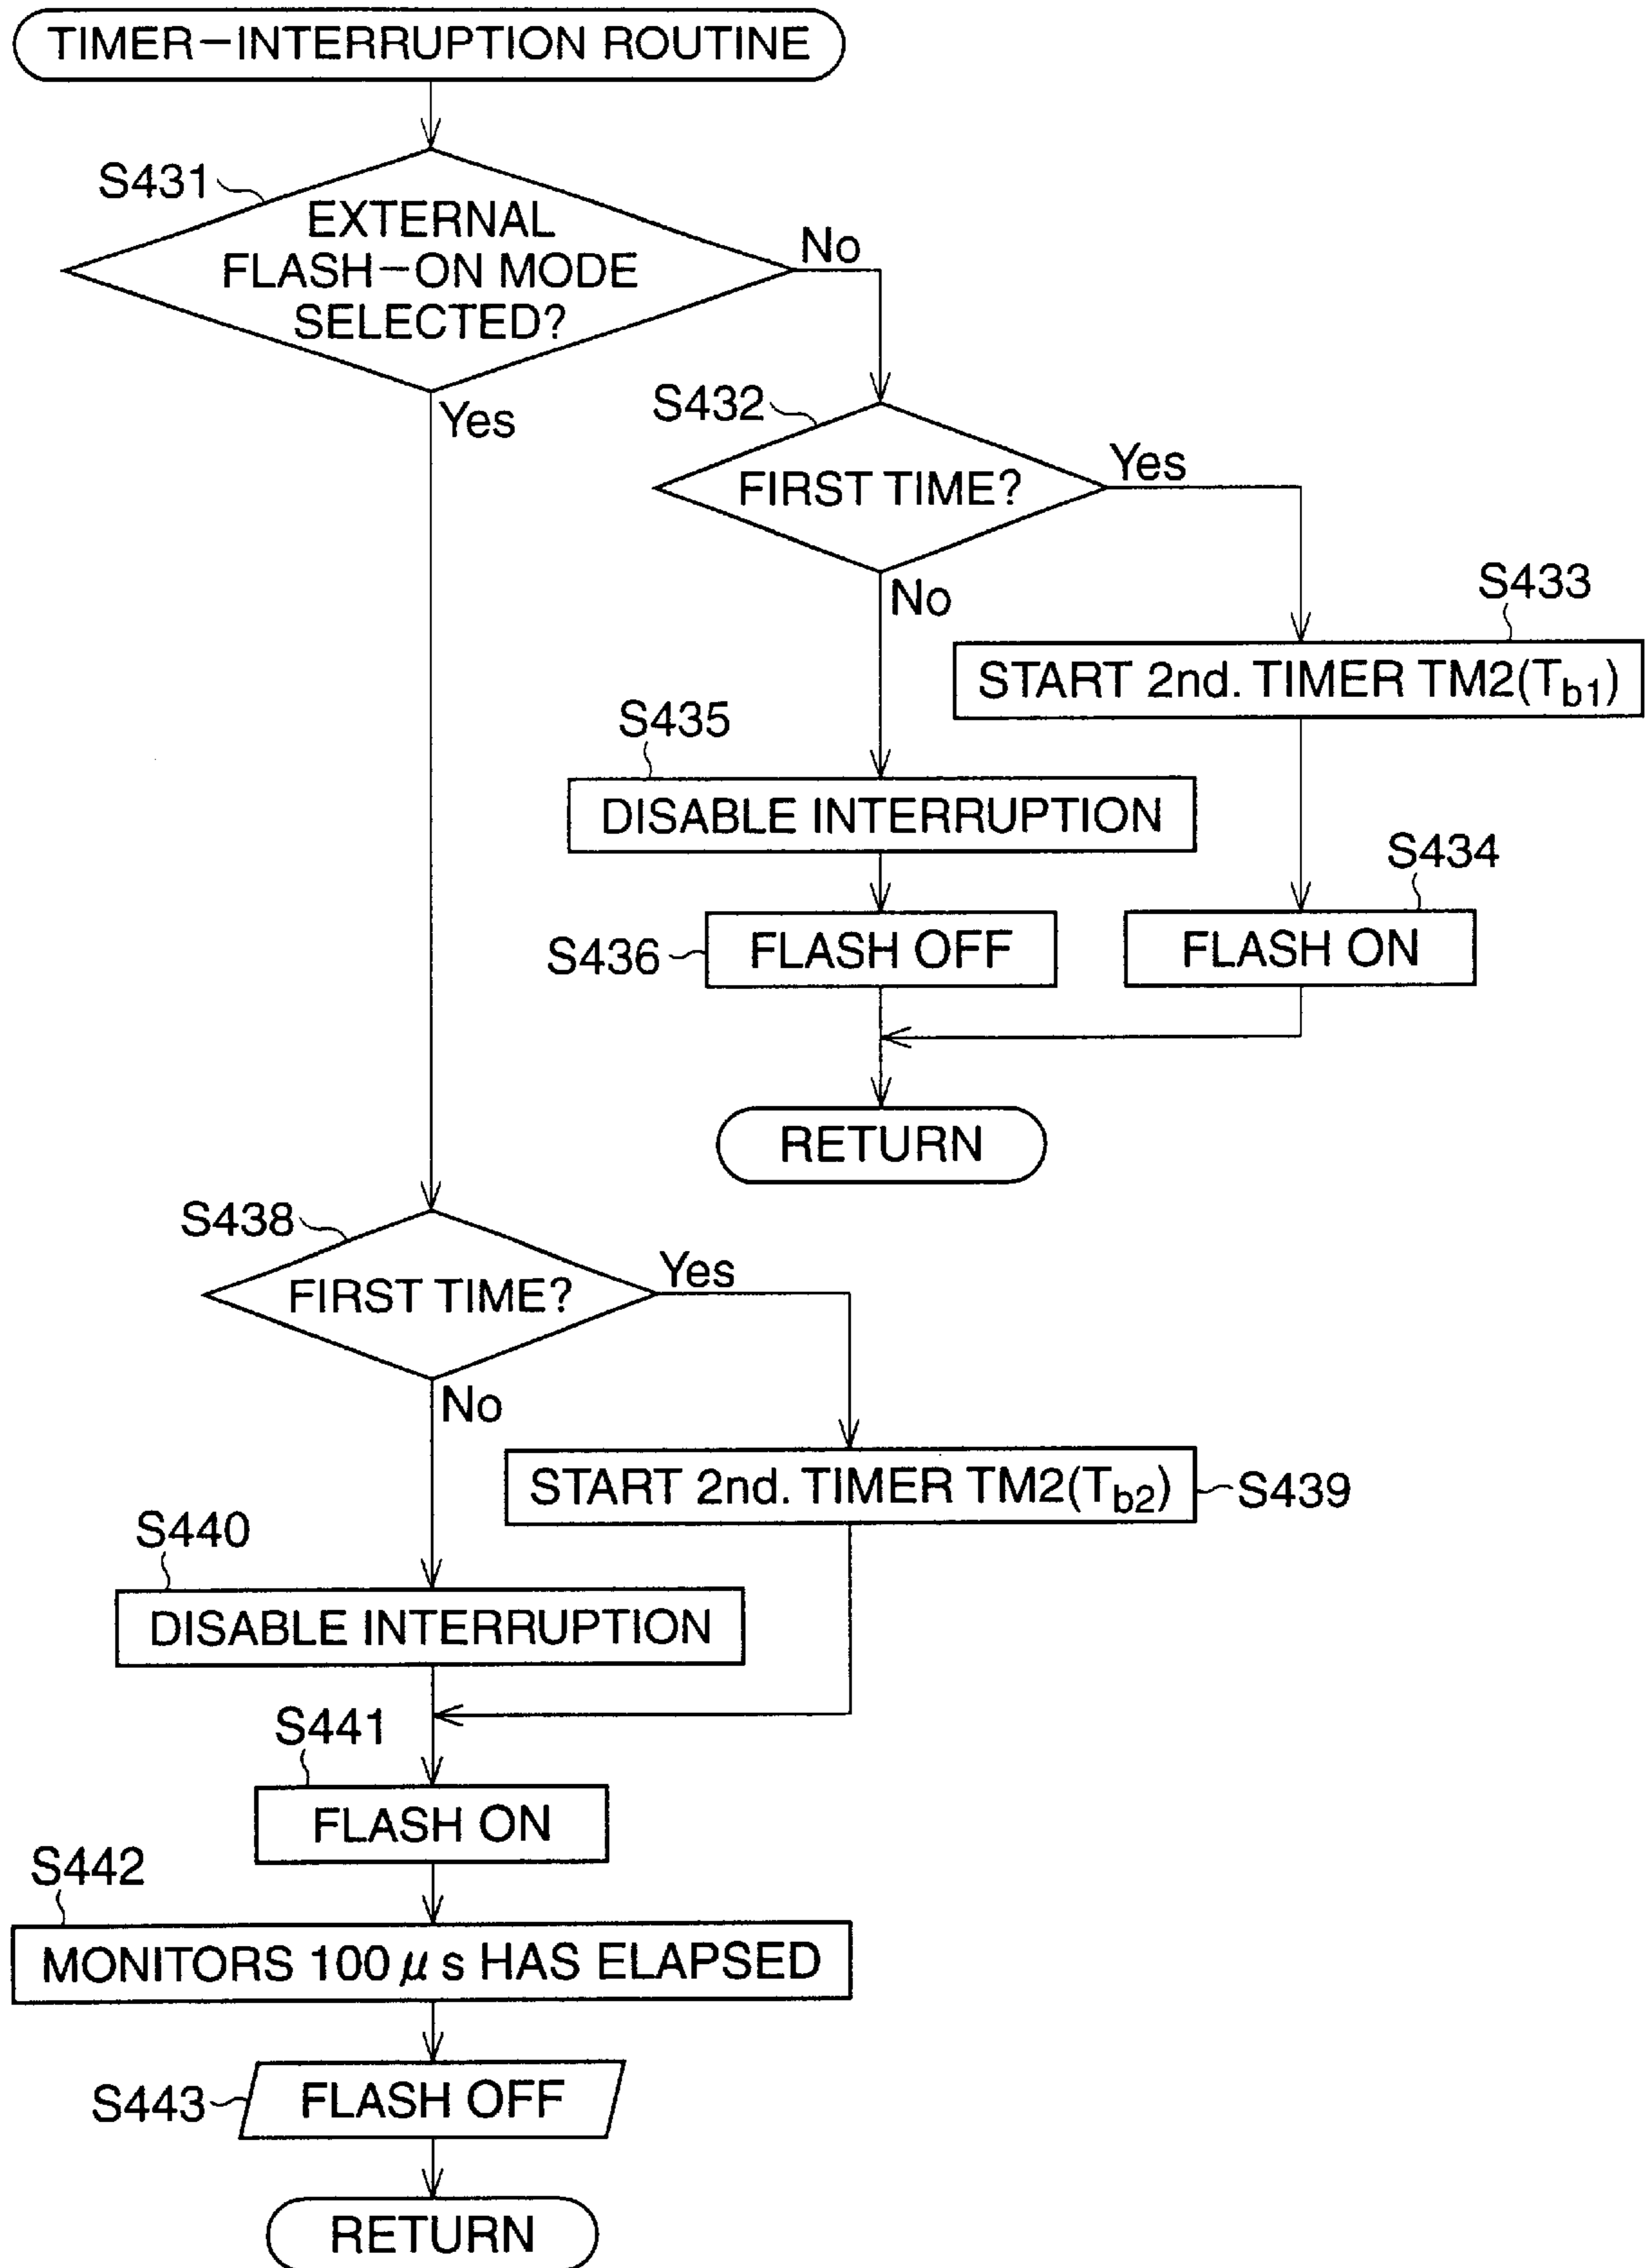 TIMER-INTERRUPTION ROUTINE
S431
EXTERNAL
FLASH-ON MODE
SELECTED?
No
Yes
S432
FIRST TIME?
Yes
No
S433
START 2nd. TIMER TM2(Tb1)
S435
DISABLE INTERRUPTION
S434
FLASH ON
S436
FLASH OFF
RETURN
S438
FIRST TIME?
Yes
No
START 2nd. TIMER TM2(Tb2)
S439
S440
DISABLE INTERRUPTION
S441
FLASH ON
S442
MONITORS 100 μs HAS ELAPSED
S443
FLASH OFF
RETURN